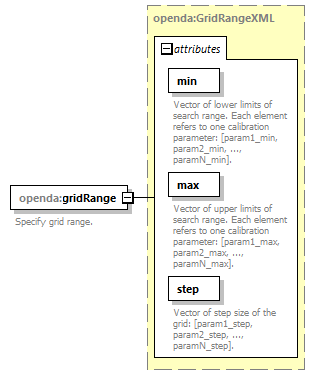 openda:GridRangeXML
attributes
min
Vector of lower limits of
search range. Each element
refers to one calibration
parameter: [param1_min,
param2_min, ...,
paramN_min].
max
Vector of upper limits of
search range. Each element
refers to one calibration
parameter: [param1_max,
param2_max, ...,
paramN_max].
openda:gridRange
Specify grid range.
step
Vector of step size of the
grid: [param1_step,
param2_step, ...,
paramN_step].